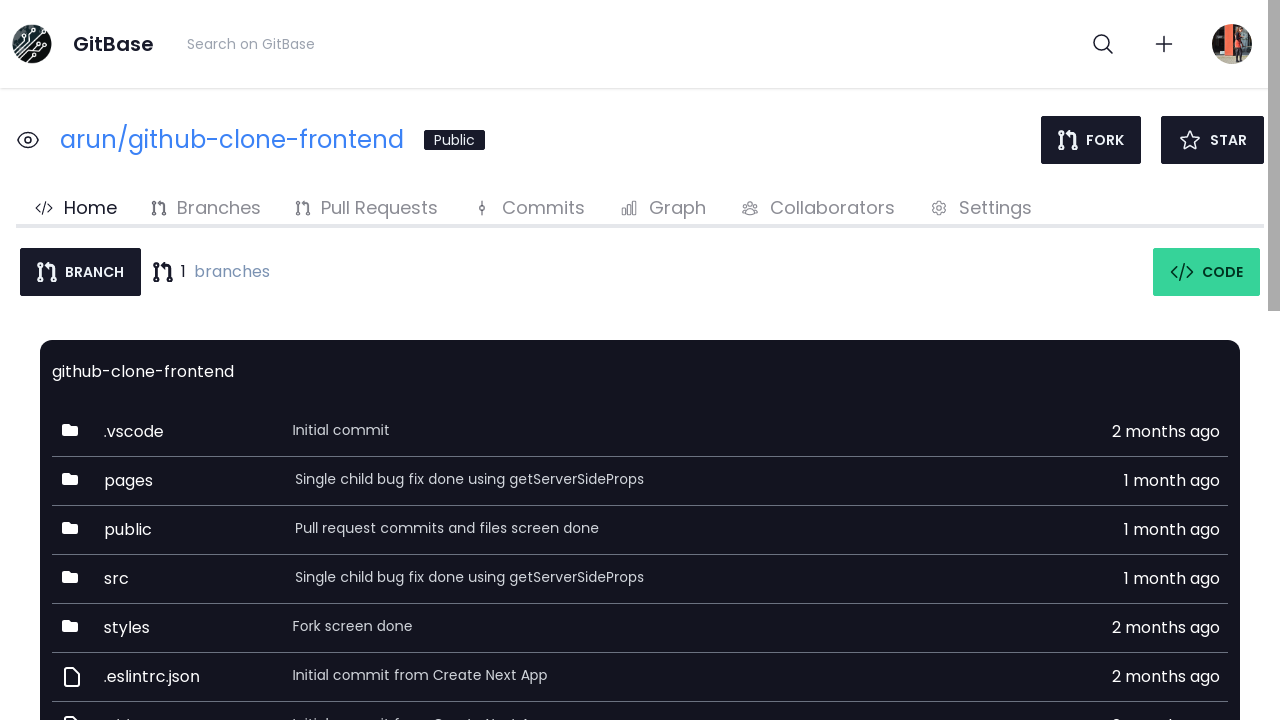 GitBase
Search on GitBase
arun/github-clone-frontend
Public
FORK
STAR
Home
Branches
Pull Requests
Commits
Graph
Collaborators
Settings
BRANCH
1 branches
CODE
github-clone-frontend
.vscode Initial commit 2 months ago
pages Single child bug fix done using getServerSideProps 1 month ago
public Pull request commits and files screen done 1 month ago
src Single child bug fix done using getServerSideProps 1 month ago
styles Fork screen done 2 months ago
.eslintrc.json Initial commit from Create Next App 2 months ago